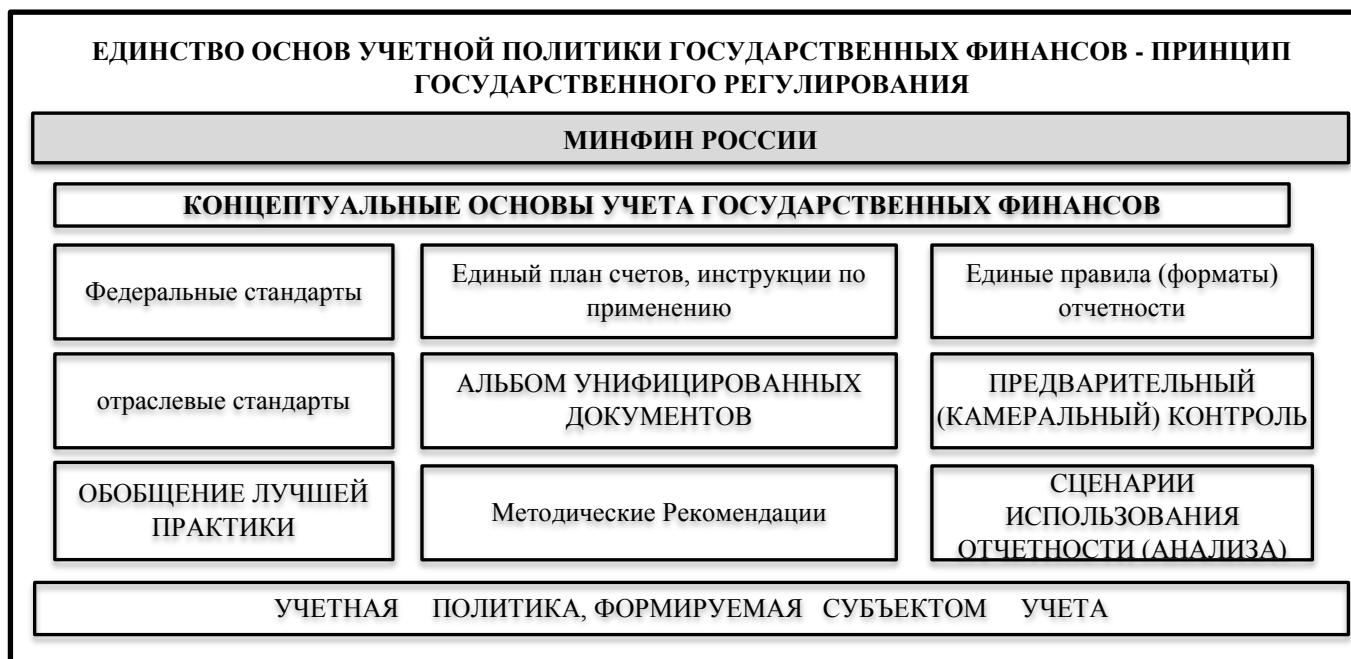 ЕДИНСТВО ОСНОВ УЧЕТНОЙ ПОЛИТИКИ ГОСУДАРСТВЕННЫХ ФИНАНСОВ - ПРИНЦИП
ГОСУДАРСТВЕННОГО РЕГУЛИРОВАНИЯ
МИНФИН РОССИИ
КОНЦЕПТУАЛЬНЫЕ ОСНОВЫ УЧЕТА ГОСУДАРСТВЕННЫХ ФИНАНСОВ
Федеральные стандарты
Единый план счетов, инструкции по
применению
Единые правила (форматы)
отчетности
отраслевые стандарты
АЛЬБОМ УНИФИЦИРОВАННЫХ
ДОКУМЕНТОВ
ПРЕДВАРИТЕЛЬНЫЙ
(КАМЕРАЛЬНЫЙ) КОНТРОЛЬ
ОБОБЩЕНИЕ ЛУЧШЕЙ
ПРАКТИКИ
Методические Рекомендации
СЦЕНАРИИ
ИСПОЛЬЗОВАНИЯ
ОТЧЕТНОСТИ (АНАЛИЗА)
УЧЕТНАЯ ПОЛИТИКА, ФОРМИРУЕМАЯ СУБЪЕКТОМ УЧЕТА